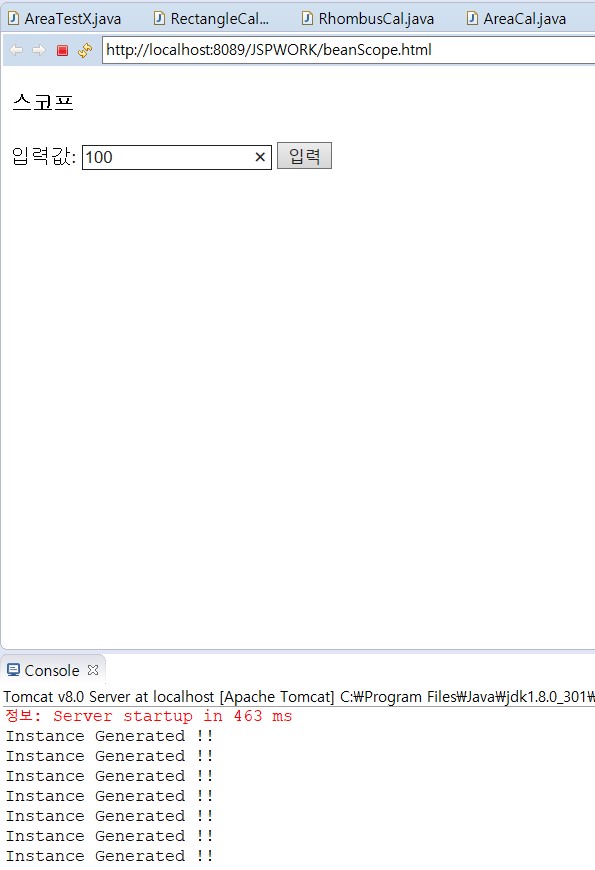 AreaTestX.java RectangleCal... RhombusCal.java AreaCal.java
http://localhost:8089/JSPWORK/beanScope.html
스코프
입력값: 100 × 입력
Console
Tomcat v8.0 Server at localhost [Apache Tomcat] C:₩Program Files₩Java₩jdk1.8.0_301₩
정보: Server startup in 463 ms
Instance Generated !!
Instance Generated !!
Instance Generated !!
Instance Generated !!
Instance Generated !!
Instance Generated !!
Instance Generated !!